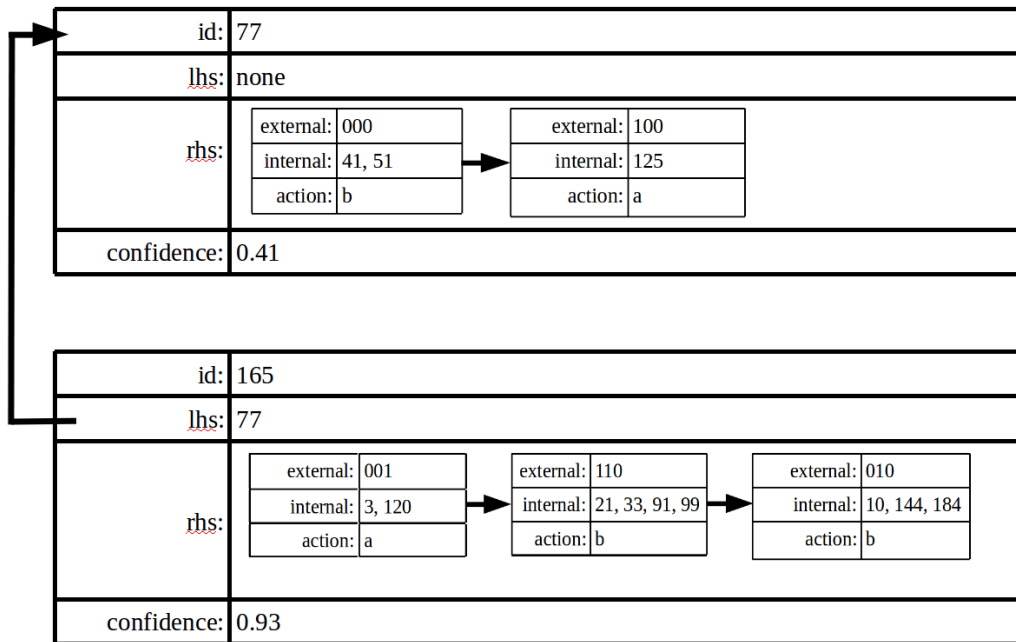 id: 77
lhs: none
rhs:
external: 000
internal: 41, 51
action: b
external: 100
internal: 125
action: a
confidence: 0.41
id: 165
lhs: 77
rhs:
external: 001
internal: 3, 120
action: a
external: 110
internal: 21, 33, 91, 99
action: b
external: 010
internal: 10, 144, 184
action: b
confidence: 0.93